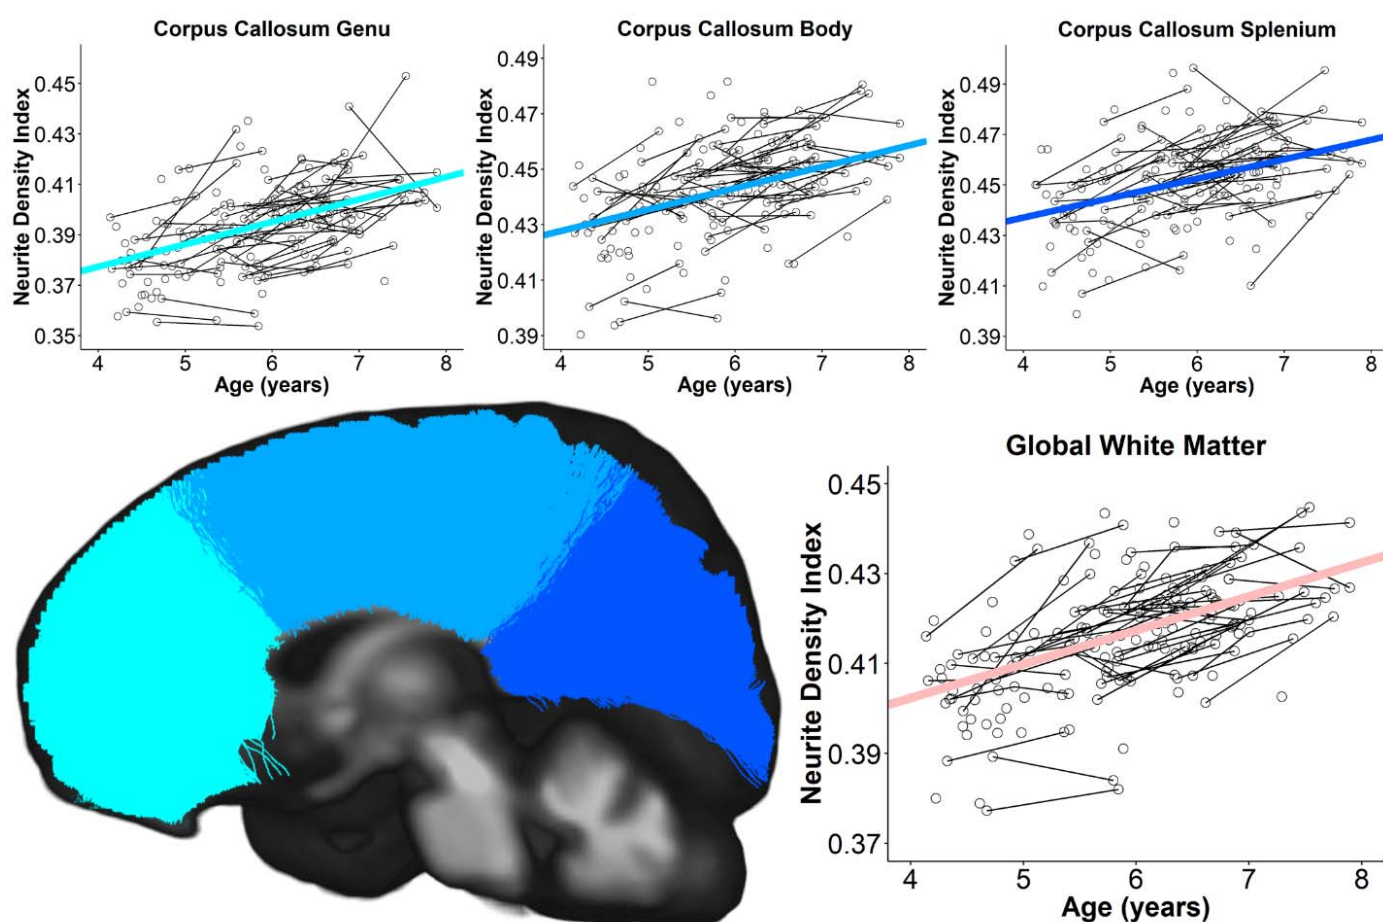 Corpus Callosum Genu
Neurite Density Index
0.45
0.43
0.41
0.39
0.37
0.35
4 5 6 7 8
Age (years)
Corpus Callosum Body
Neurite Density Index
0.49
0.47
0.45
0.43
0.41
0.39
4 5 6 7 8
Age (years)
Corpus Callosum Splenium
Neurite Density Index
0.49
0.47
0.45
0.43
0.41
0.39
4 5 6 7 8
Age (years)
Global White Matter
Neurite Density Index
0.45
0.43
0.41
0.39
0.37
4 5 6 7 8
Age (years)